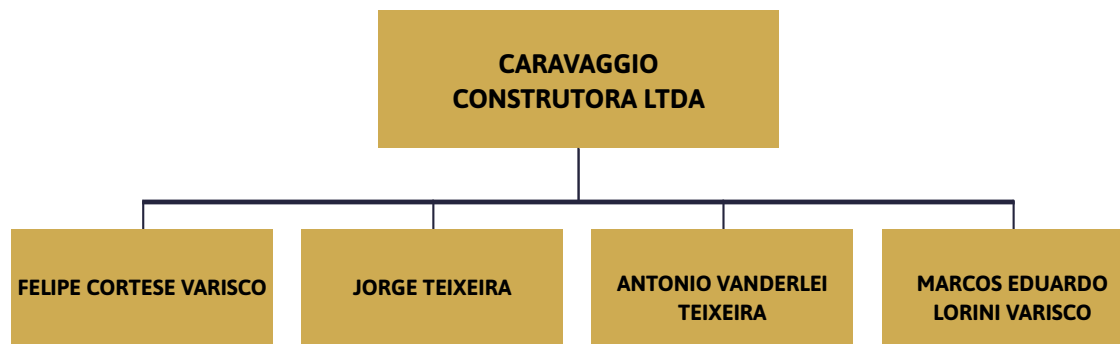 CARAVAGGIO
CONSTRUTORA LTDA
FELIPE CORTESE VARISCO
JORGE TEIXEIRA
ANTONIO VANDERLEI
TEIXEIRA
MARCOS EDUARDO
LORINI VARISCO